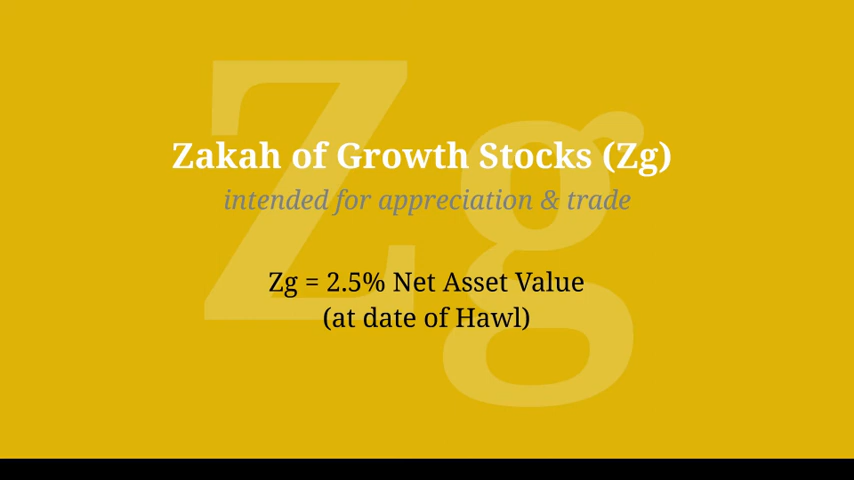 Zg
Zakah of Growth Stocks (Zg)
intended for appreciation & trade
Zg = 2.5% Net Asset Value
(at date of Hawl)